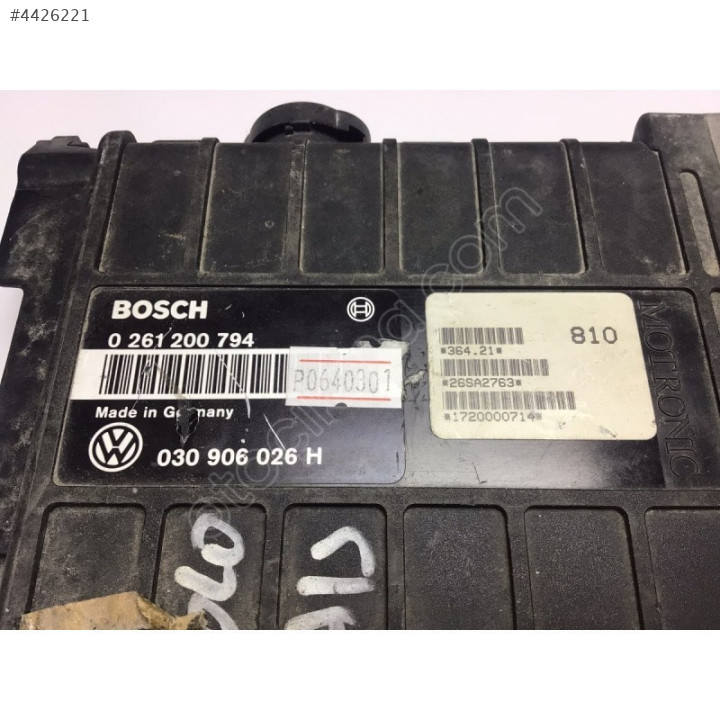 #4426221
BOSCH
0 261 200 794
P0640301
Made in Germany
030 906 026 H
810
*364.21*
*26SA2763*
*1720000714*
MOTRONIC